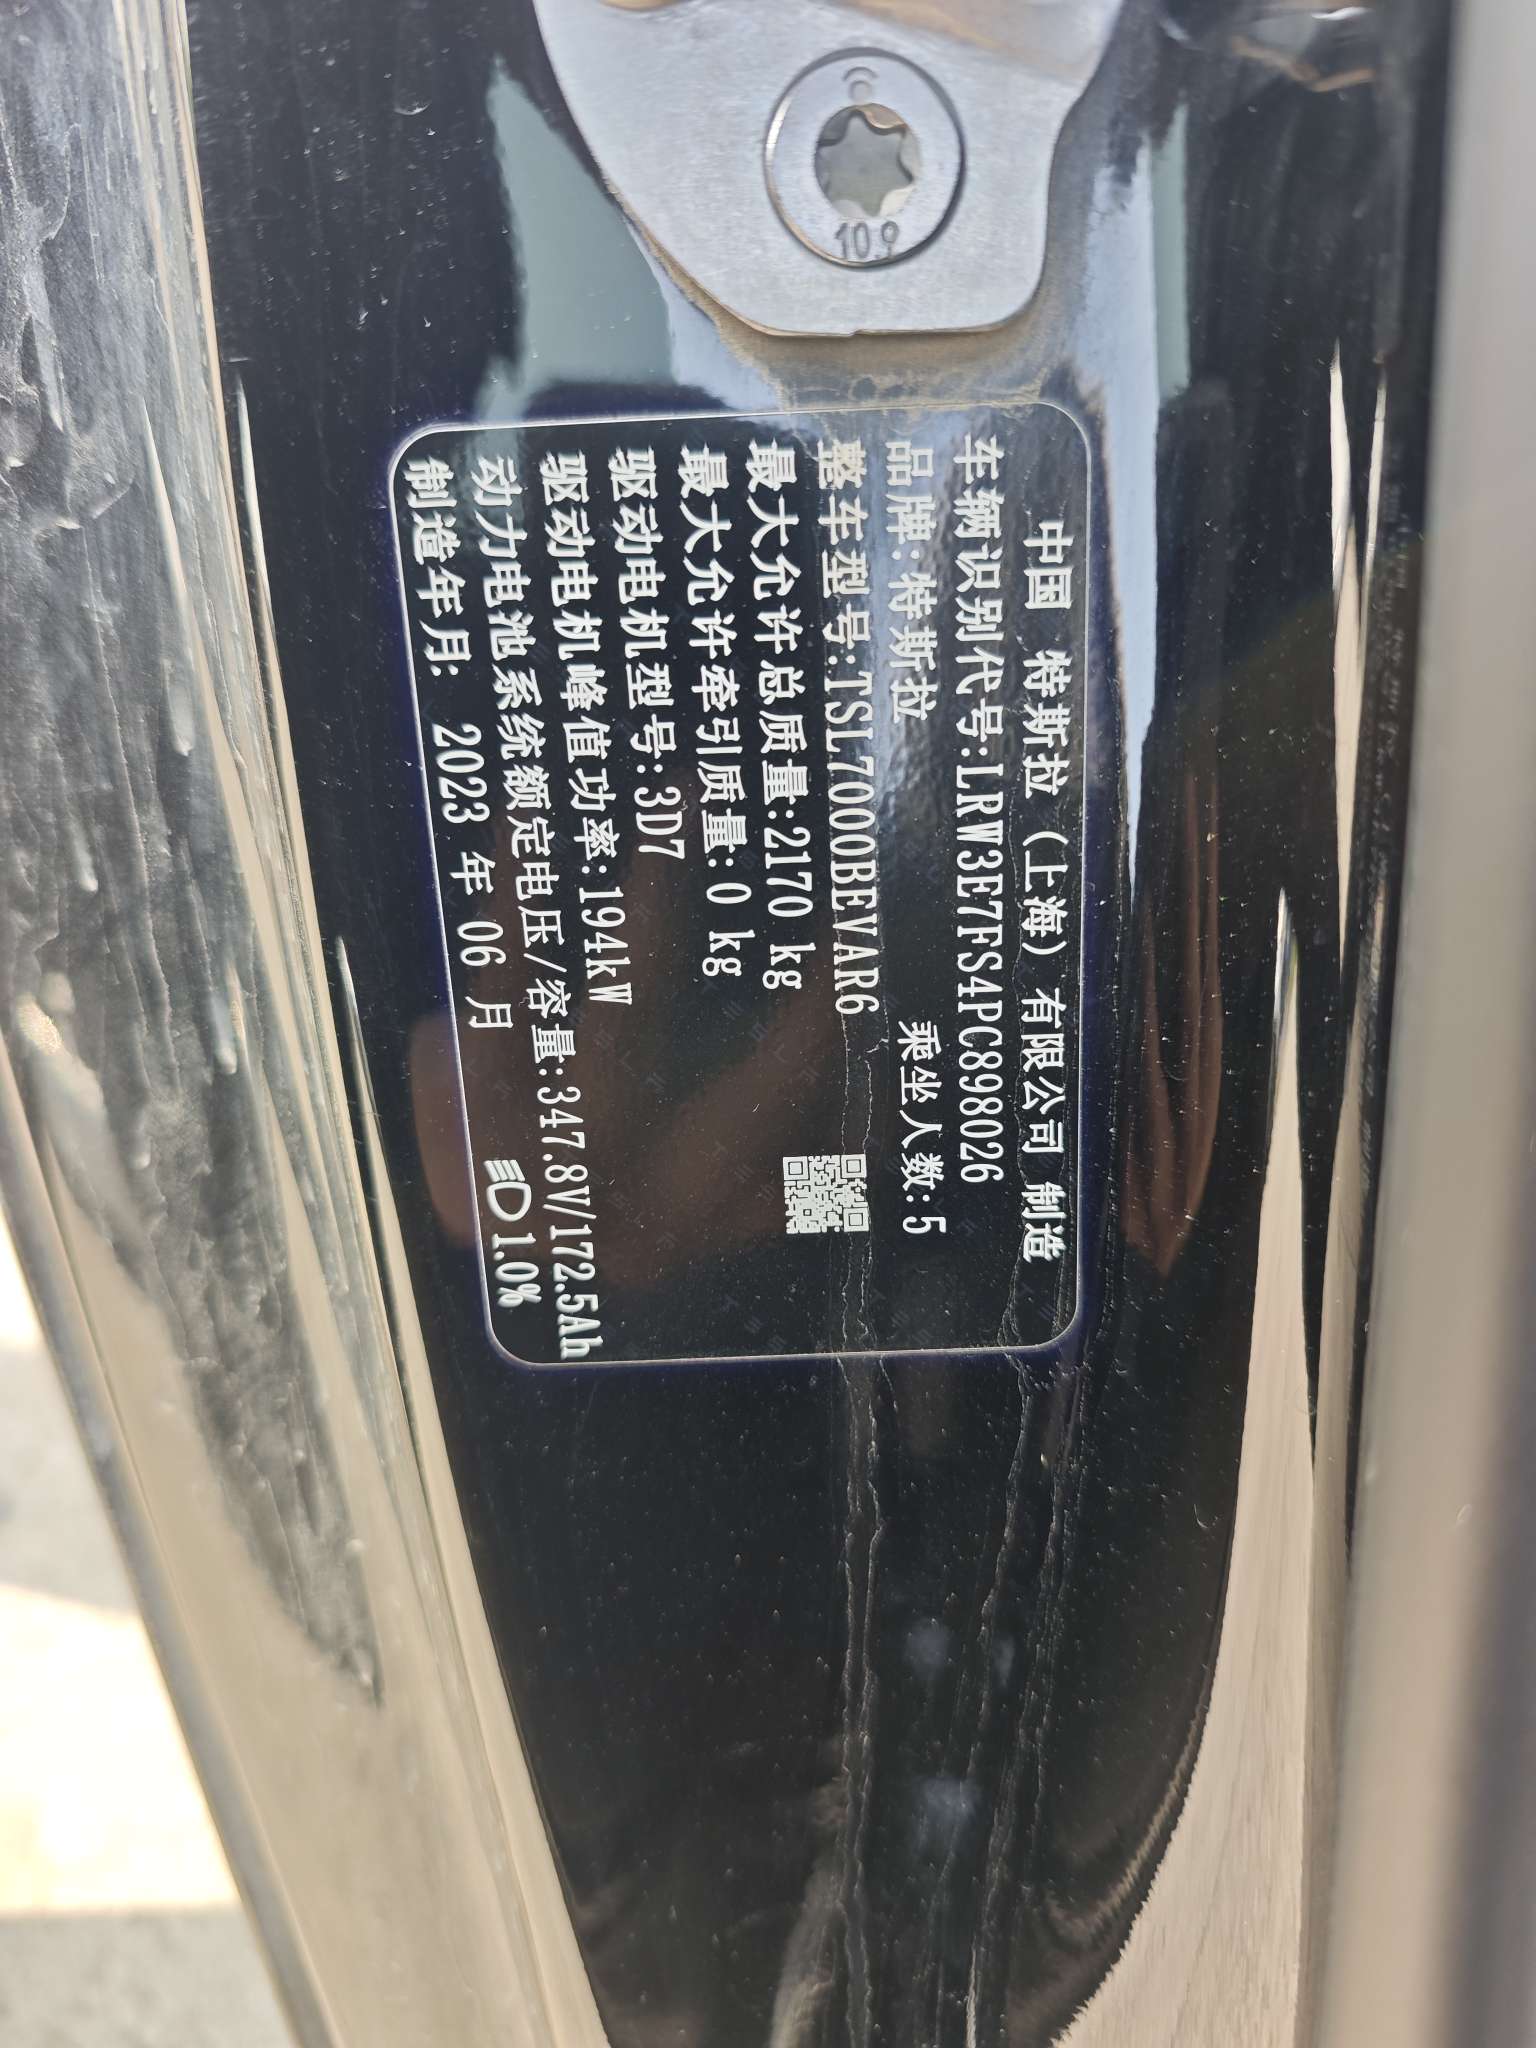 10.9
中国 特斯拉（上海）有限公司 制造
车辆识别代号:LRW3E7FS4PC898026
品牌:特斯拉 乘坐人数:5
整车型号:TSL7000BEVAR6
最大允许总质量:2170 kg
最大允许牵引质量:0 kg
驱动电机型号:3D7
驱动电机峰值功率:194kW
动力电池系统额定电压/容量:347.8V/172.5Ah
制造年月: 2023 年 06 月 1.0%